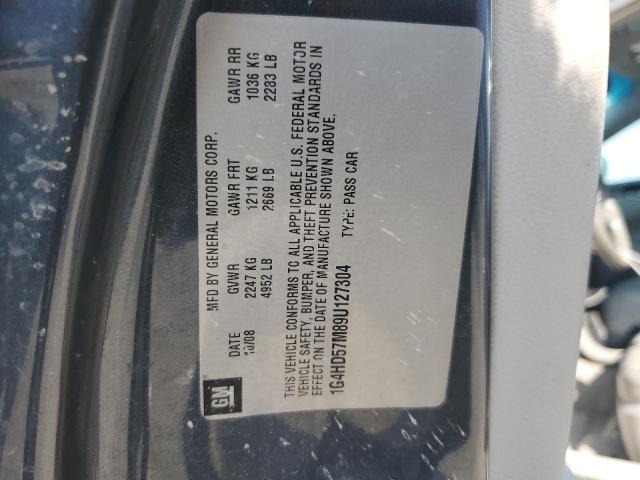 MFD BY GENERAL MOTORS CORP.
DATE GVWR GAWR FRT GAWR RR
10/08 2247 KG 1211 KG 1036 KG
4952 LB 2669 LB 2283 LB
THIS VEHICLE CONFORMS TO ALL APPLICABLE U.S. FEDERAL MOTOR
VEHICLE SAFETY, BUMPER, AND THEFT PREVENTION STANDARDS IN
EFFECT ON THE DATE OF MANUFACTURE SHOWN ABOVE.
1G4HD57M89U127304 TYPE: PASS CAR
GM